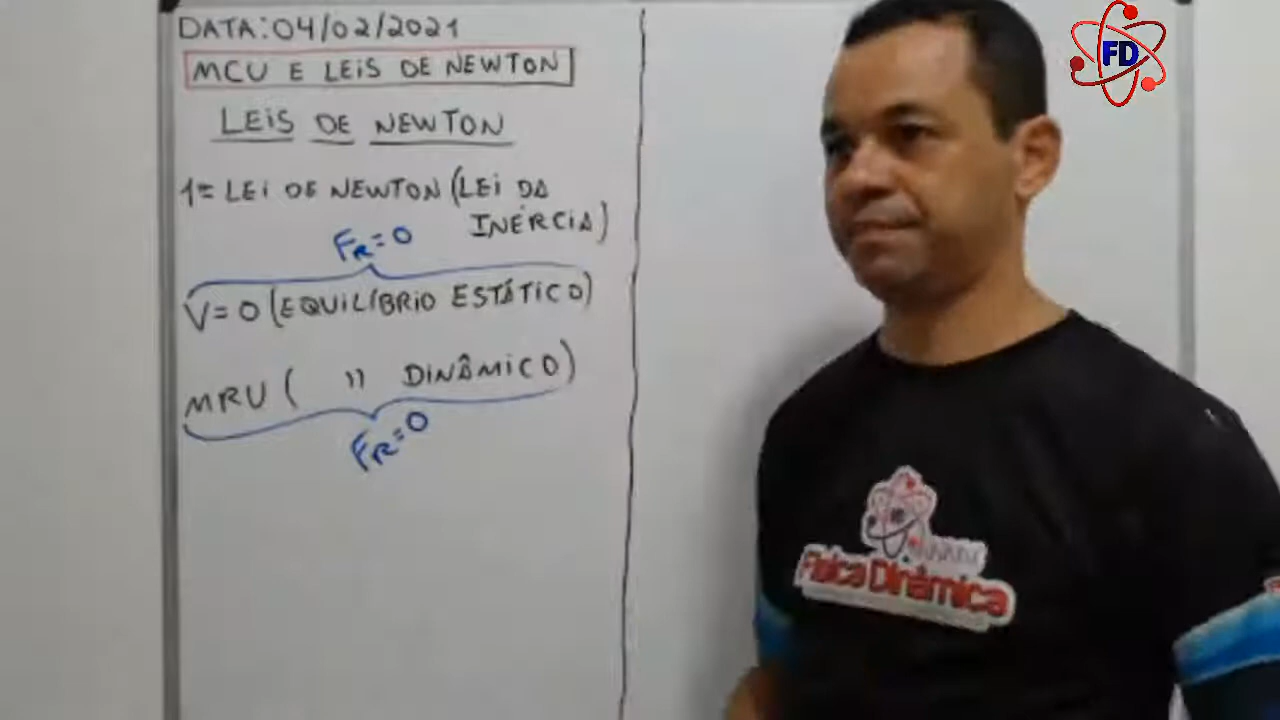 DATA:04/02/2021
MCU E LEIS DE NEWTON
LEIS DE NEWTON
1ª LEI DE NEWTON (LEI DA
INÉRCIA)
FR=0
V=0 (EQUILÍBRIO ESTÁTICO)
MRU ( " DINÂMICO)
FR=0
FD
Física Dinâmica